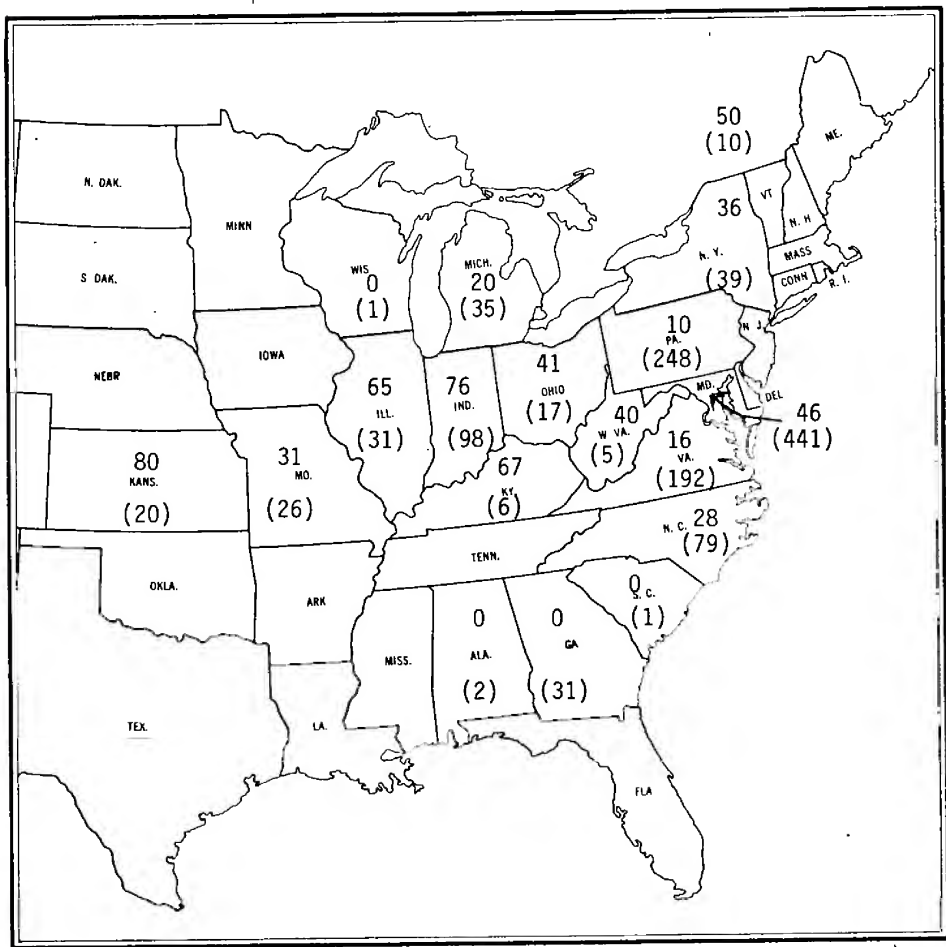 50
(10)
ME.
VT
N. H
36
N. Y.
(39)
MASS
CONN
R. I.
N. DAK.
MINN
S DAK.
WIS
0
(1)
MICH.
20
(35)
10
PA.
(248)
N J.
NEBR
IOWA
65
ILL.
(31)
76
IND.
(98)
41
OHIO
(17)
MD.
DEL
46
(441)
40
W VA.
(5)
16
VA.
(192)
80
KANS.
(20)
31
MO.
(26)
67
KY.
(6)
N. C. 28
(79)
TENN.
OKLA.
ARK
0
S. C.
(1)
MISS.
0
ALA.
(2)
0
GA
(31)
TEX.
LA.
FLA